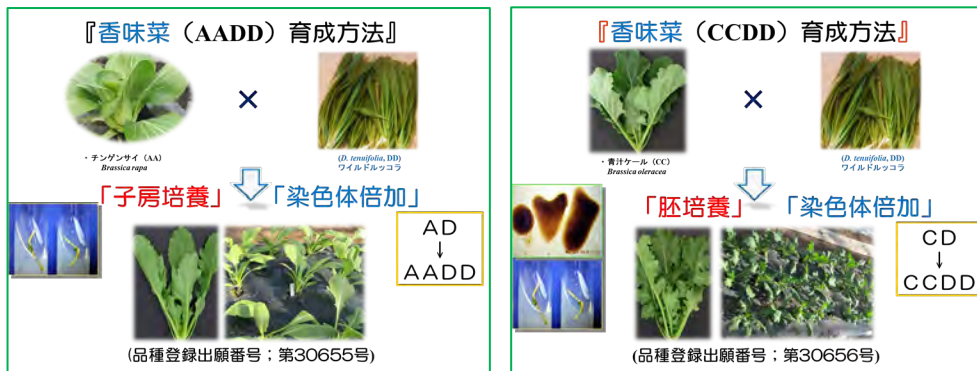 『香味菜（AADD）育成方法』
×
・チンゲンサイ（AA）
Brassica rapa
(D. tenuifolia, DD)
ワイルドルッコラ
「子房培養」 「染色体倍加」
AD
↓
AADD
(品種登録出願番号；第30655号)
『香味菜（CCDD）育成方法』
×
・青汁ケール（CC）
Brassica oleracea
(D. tenuifolia, DD)
ワイルドルッコラ
「胚培養」 「染色体倍加」
CD
↓
CCDD
(品種登録出願番号；第30656号)